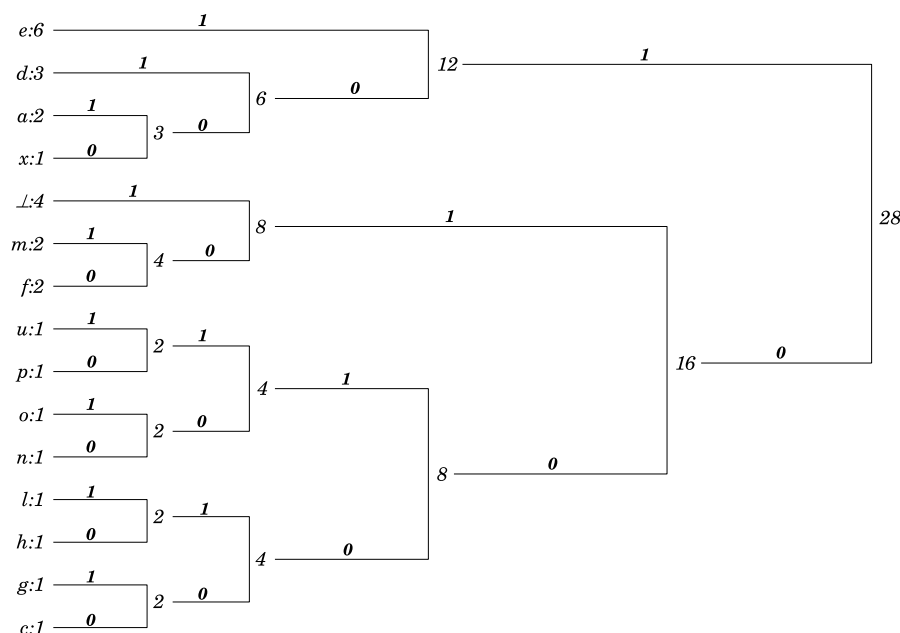 e:6 1
12 1
d:3 1
6 0
a:2 1
3 0
x:1 0
⊥:4 1
8 1
28
m:2 1
4 0
f:2 0
u:1 1
2 1
p:1 0
16 0
4 1
o:1 1
2 0
n:1 0
8 0
l:1 1
2 1
h:1 0
4 0
g:1 1
2 0
c:1 0